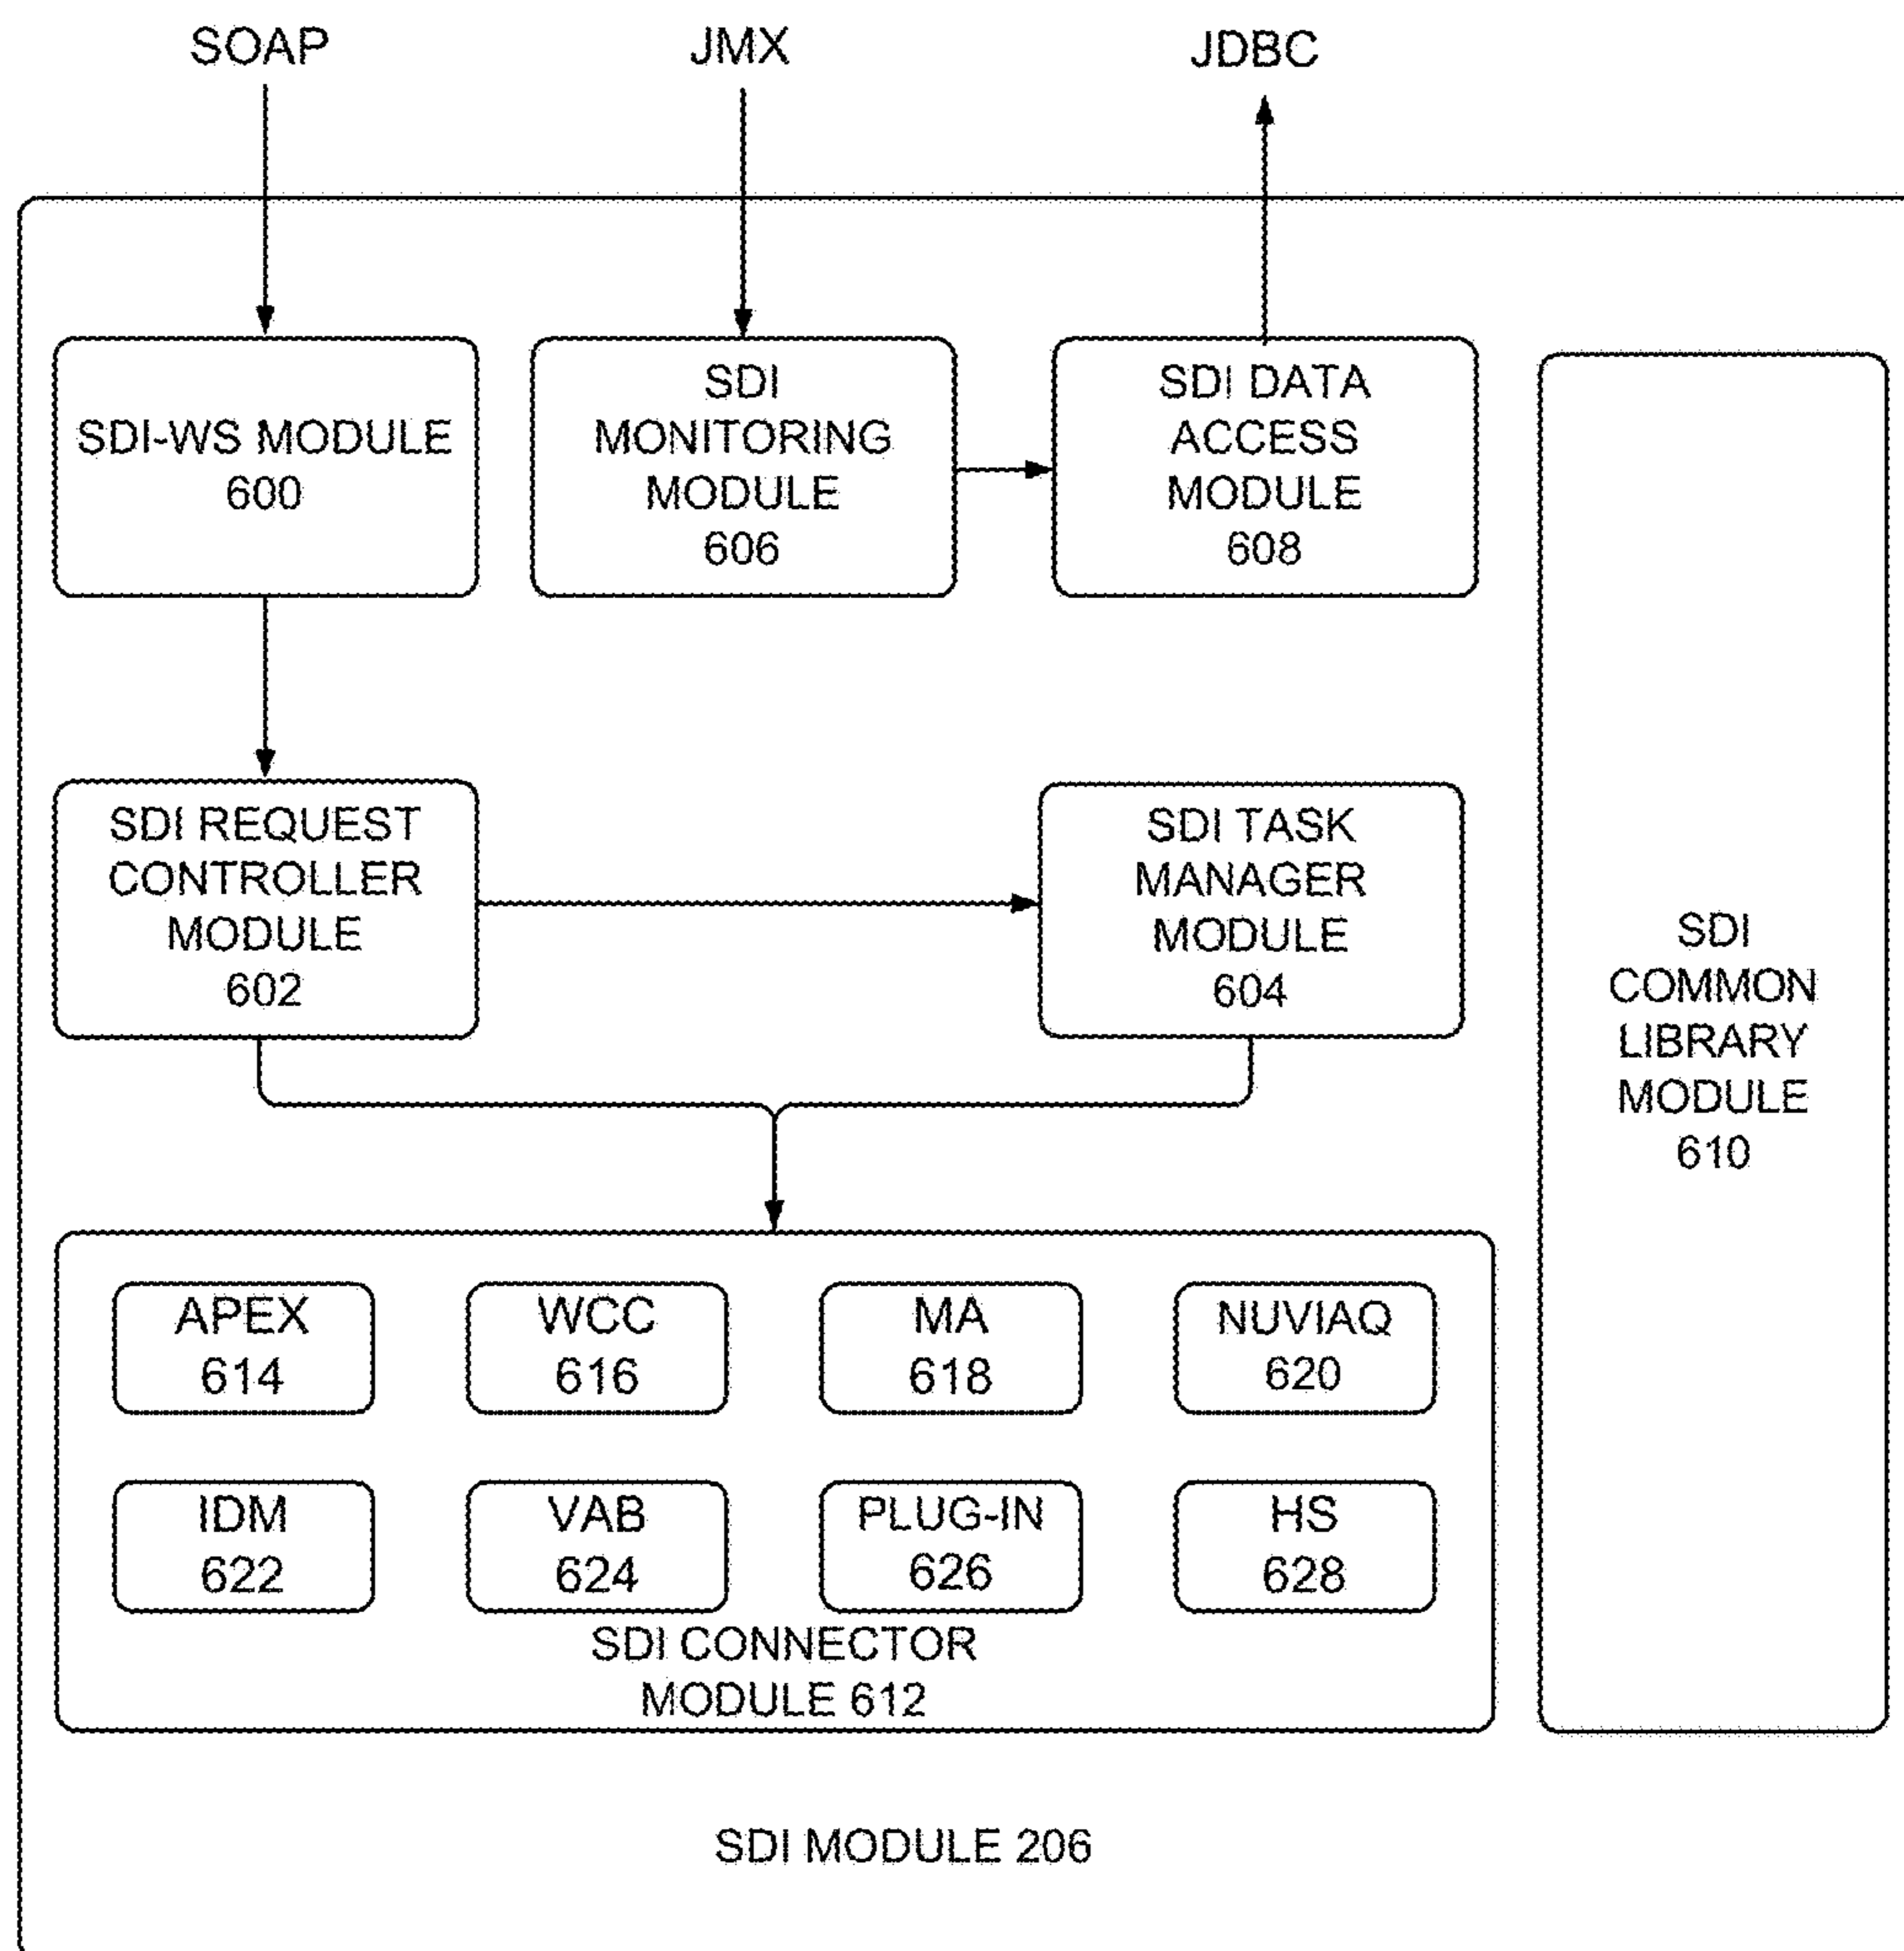 SOAP
JMX
JDBC
SDI-WS MODULE
600
SDI
MONITORING
MODULE
606
SDI DATA
ACCESS
MODULE
608
SDI REQUEST
CONTROLLER
MODULE
602
SDI TASK
MANAGER
MODULE
604
SDI
COMMON
LIBRARY
MODULE
610
APEX
614
WCC
616
MA
618
NUVIAQ
620
IDM
622
VAB
624
PLUG-IN
626
HS
628
SDI CONNECTOR
MODULE 612
SDI MODULE 206